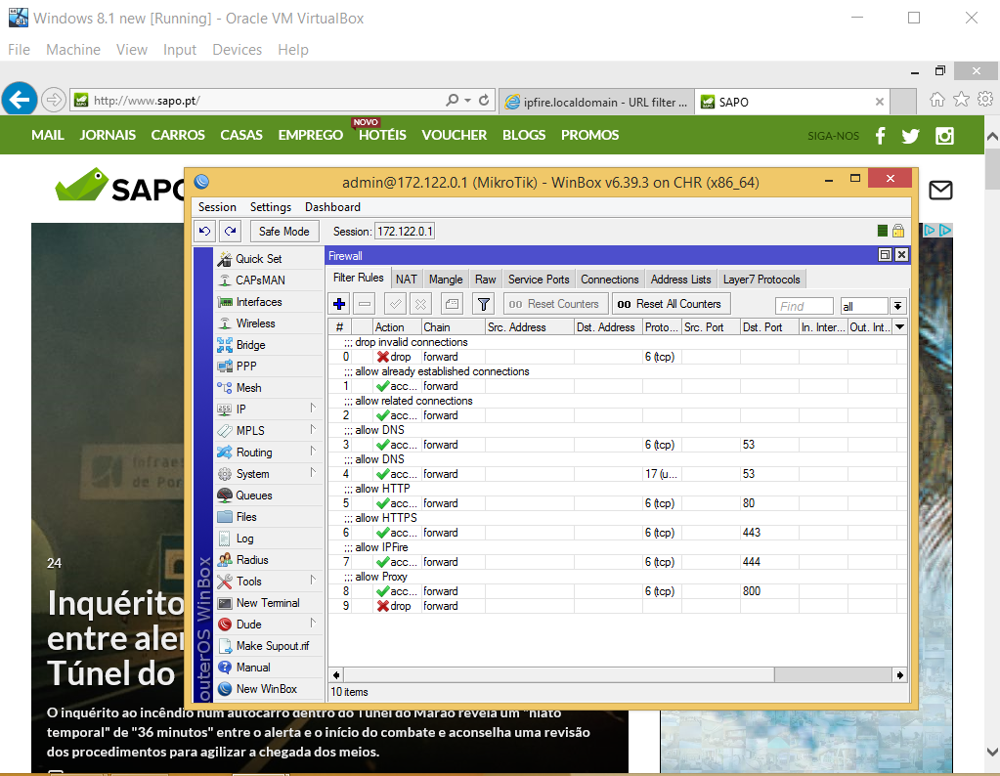 Windows 8.1 new [Running] - Oracle VM VirtualBox
File Machine View Input Devices Help
http://www.sapo.pt/
ipfire.localdomain - URL filter ...
SAPO
MAIL JORNAIS CARROS CASAS EMPREGO NOVO HOTÉIS VOUCHER BLOGS PROMOS SIGA-NOS
SAPO
admin@172.122.0.1 (MikroTik) - WinBox v6.39.3 on CHR (x86_64)
Session Settings Dashboard
Safe Mode Session: 172.122.0.1
Quick Set
CAPsMAN
Interfaces
Wireless
Bridge
PPP
Mesh
IP
MPLS
Routing
System
Queues
Files
Log
Radius
Tools
New Terminal
Dude
Make Supout.rif
Manual
New WinBox
outerOS WinBox
Firewall
Filter Rules NAT Mangle Raw Service Ports Connections Address Lists Layer7 Protocols
00 Reset Counters 00 Reset All Counters Find all
# Action Chain Src. Address Dst. Address Proto... Src. Port Dst. Port In. Inter... Out. Int...
;;; drop invalid connections
0 drop forward 6 (tcp)
;;; allow already established connections
1 acc... forward
;;; allow related connections
2 acc... forward
;;; allow DNS
3 acc... forward 6 (tcp) 53
;;; allow DNS
4 acc... forward 17 (u... 53
;;; allow HTTP
5 acc... forward 6 (tcp) 80
;;; allow HTTPS
6 acc... forward 6 (tcp) 443
;;; allow IPFire
7 acc... forward 6 (tcp) 444
;;; allow Proxy
8 acc... forward 6 (tcp) 800
9 drop forward
10 items
Infraes
de Por
24
Inquérito
entre aler
Túnel do
O inquérito ao incêndio num autocarro dentro do Túnel do Marão revela um "hiato
temporal" de "36 minutos" entre o alerta e o início do combate e aconselha uma revisão
dos procedimentos para agilizar a chegada dos meios.